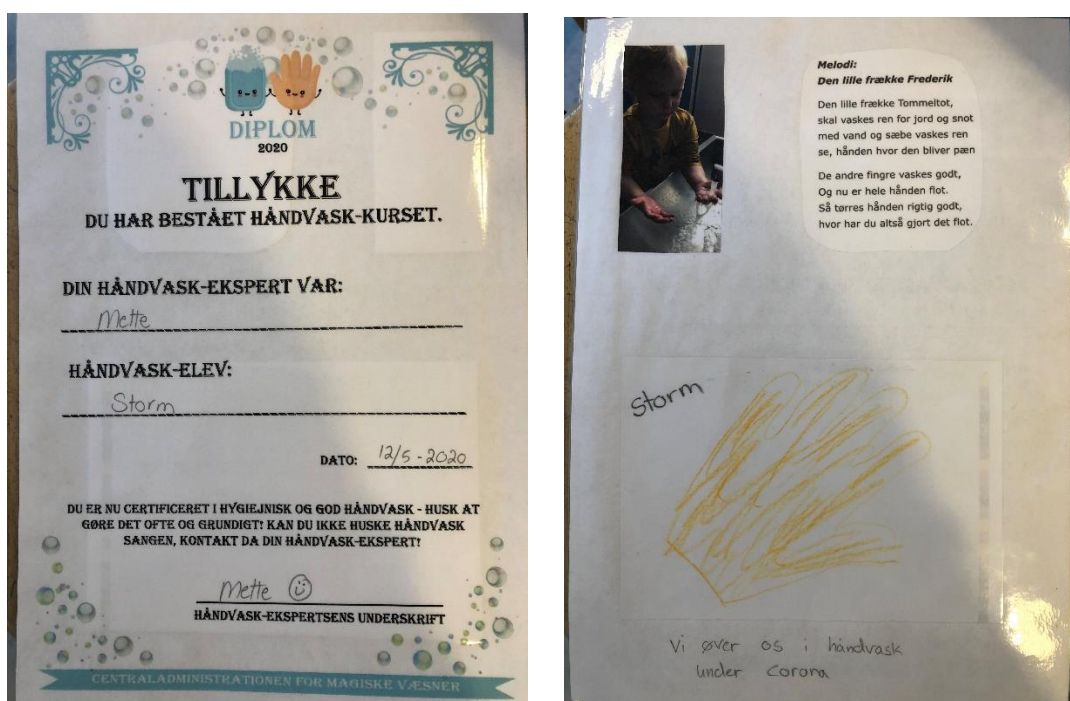 DIPLOM
2020
TILLYKKE
DU HAR BESTÅET HÅNDVASK-KURSET.
DIN HÅNDVASK-EKSPERT VAR:
Mette
HÅNDVASK-ELEV:
Storm
DATO: 12/5-2020
DU ER NU CERTIFICERET I HYGIEJNISK OG GOD HÅNDVASK - HUSK AT
GØRE DET OFTE OG GRUNDIGT! KAN DU IKKE HUSKE HÅNDVASK
SANGEN, KONTAKT DA DIN HÅNDVASK-EKSPERT!
Mette
HÅNDVASK-EKSPERTSENS UNDERSKRIFT
CENTRALADMINISTRATIONEN FOR MAGISKE VÆSNER
Melodi:
Den lille frække Frederik
Den lille frække Tommeltot,
skal vaskes ren for jord og snot
med vand og sæbe vaskes ren
se, hånden hvor den bliver pæn
De andre fingre vaskes godt,
Og nu er hele hånden flot.
Så tørres hånden rigtig godt,
hvor har du altså gjort det flot.
Storm
Vi øver os i håndvask
under corona